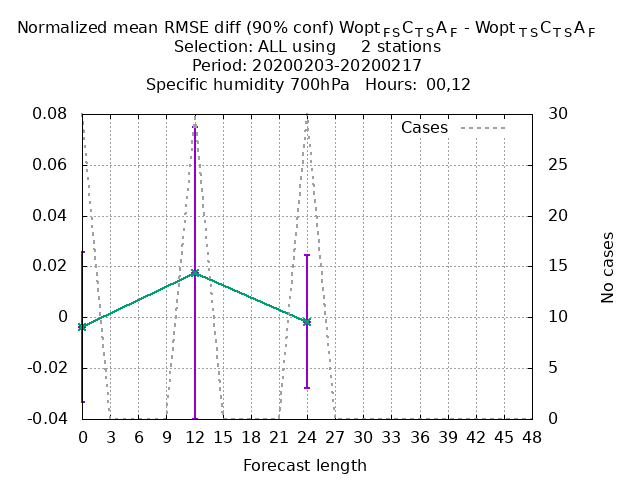 Normalized mean RMSE diff (90% conf) Wopt FS C TS A F - Wopt TS C TS A F
Selection: ALL using 2 stations
Period: 20200203-20200217
Specific humidity 700hPa Hours: 00,12
Cases
0.08
0.06
0.04
0.02
0
-0.02
-0.04
30
25
20
15
10
5
0
No cases
0 3 6 9 12 15 18 21 24 27 30 33 36 39 42 45 48
Forecast length